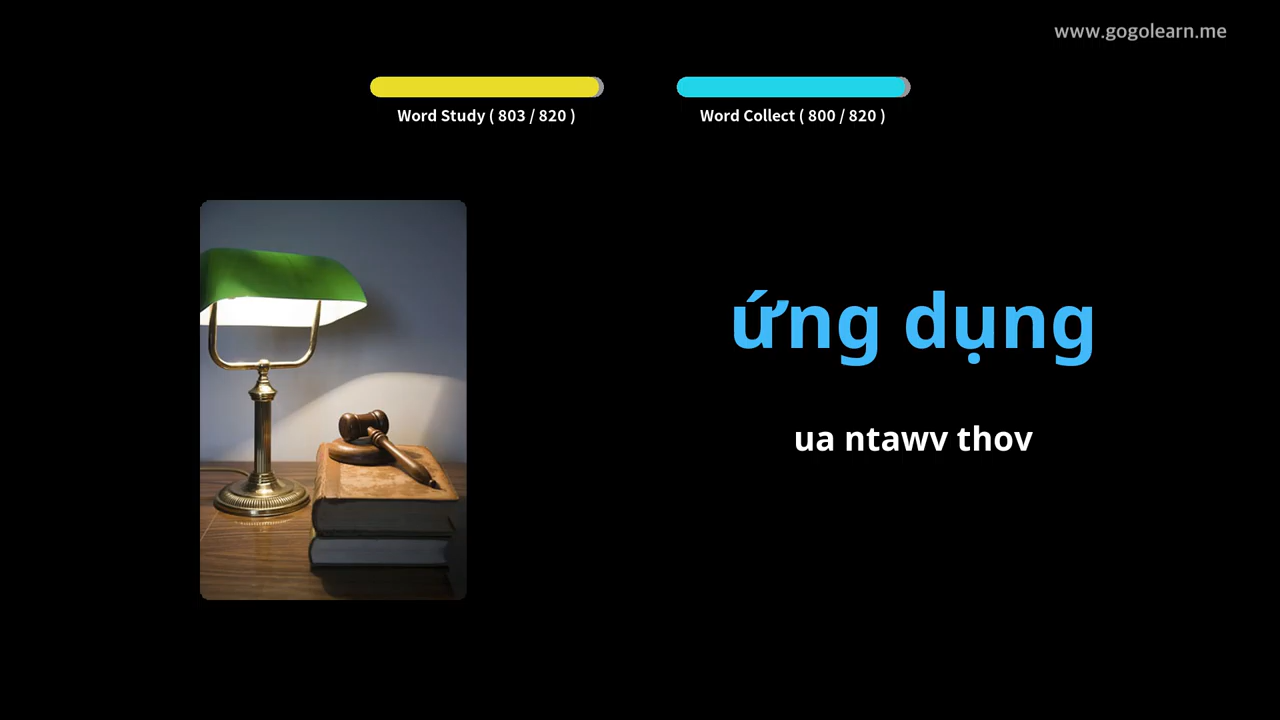 www.gogolearn.me
Word Study ( 803 / 820 )
Word Collect ( 800 / 820 )
ứng dụng
ua ntawv thov